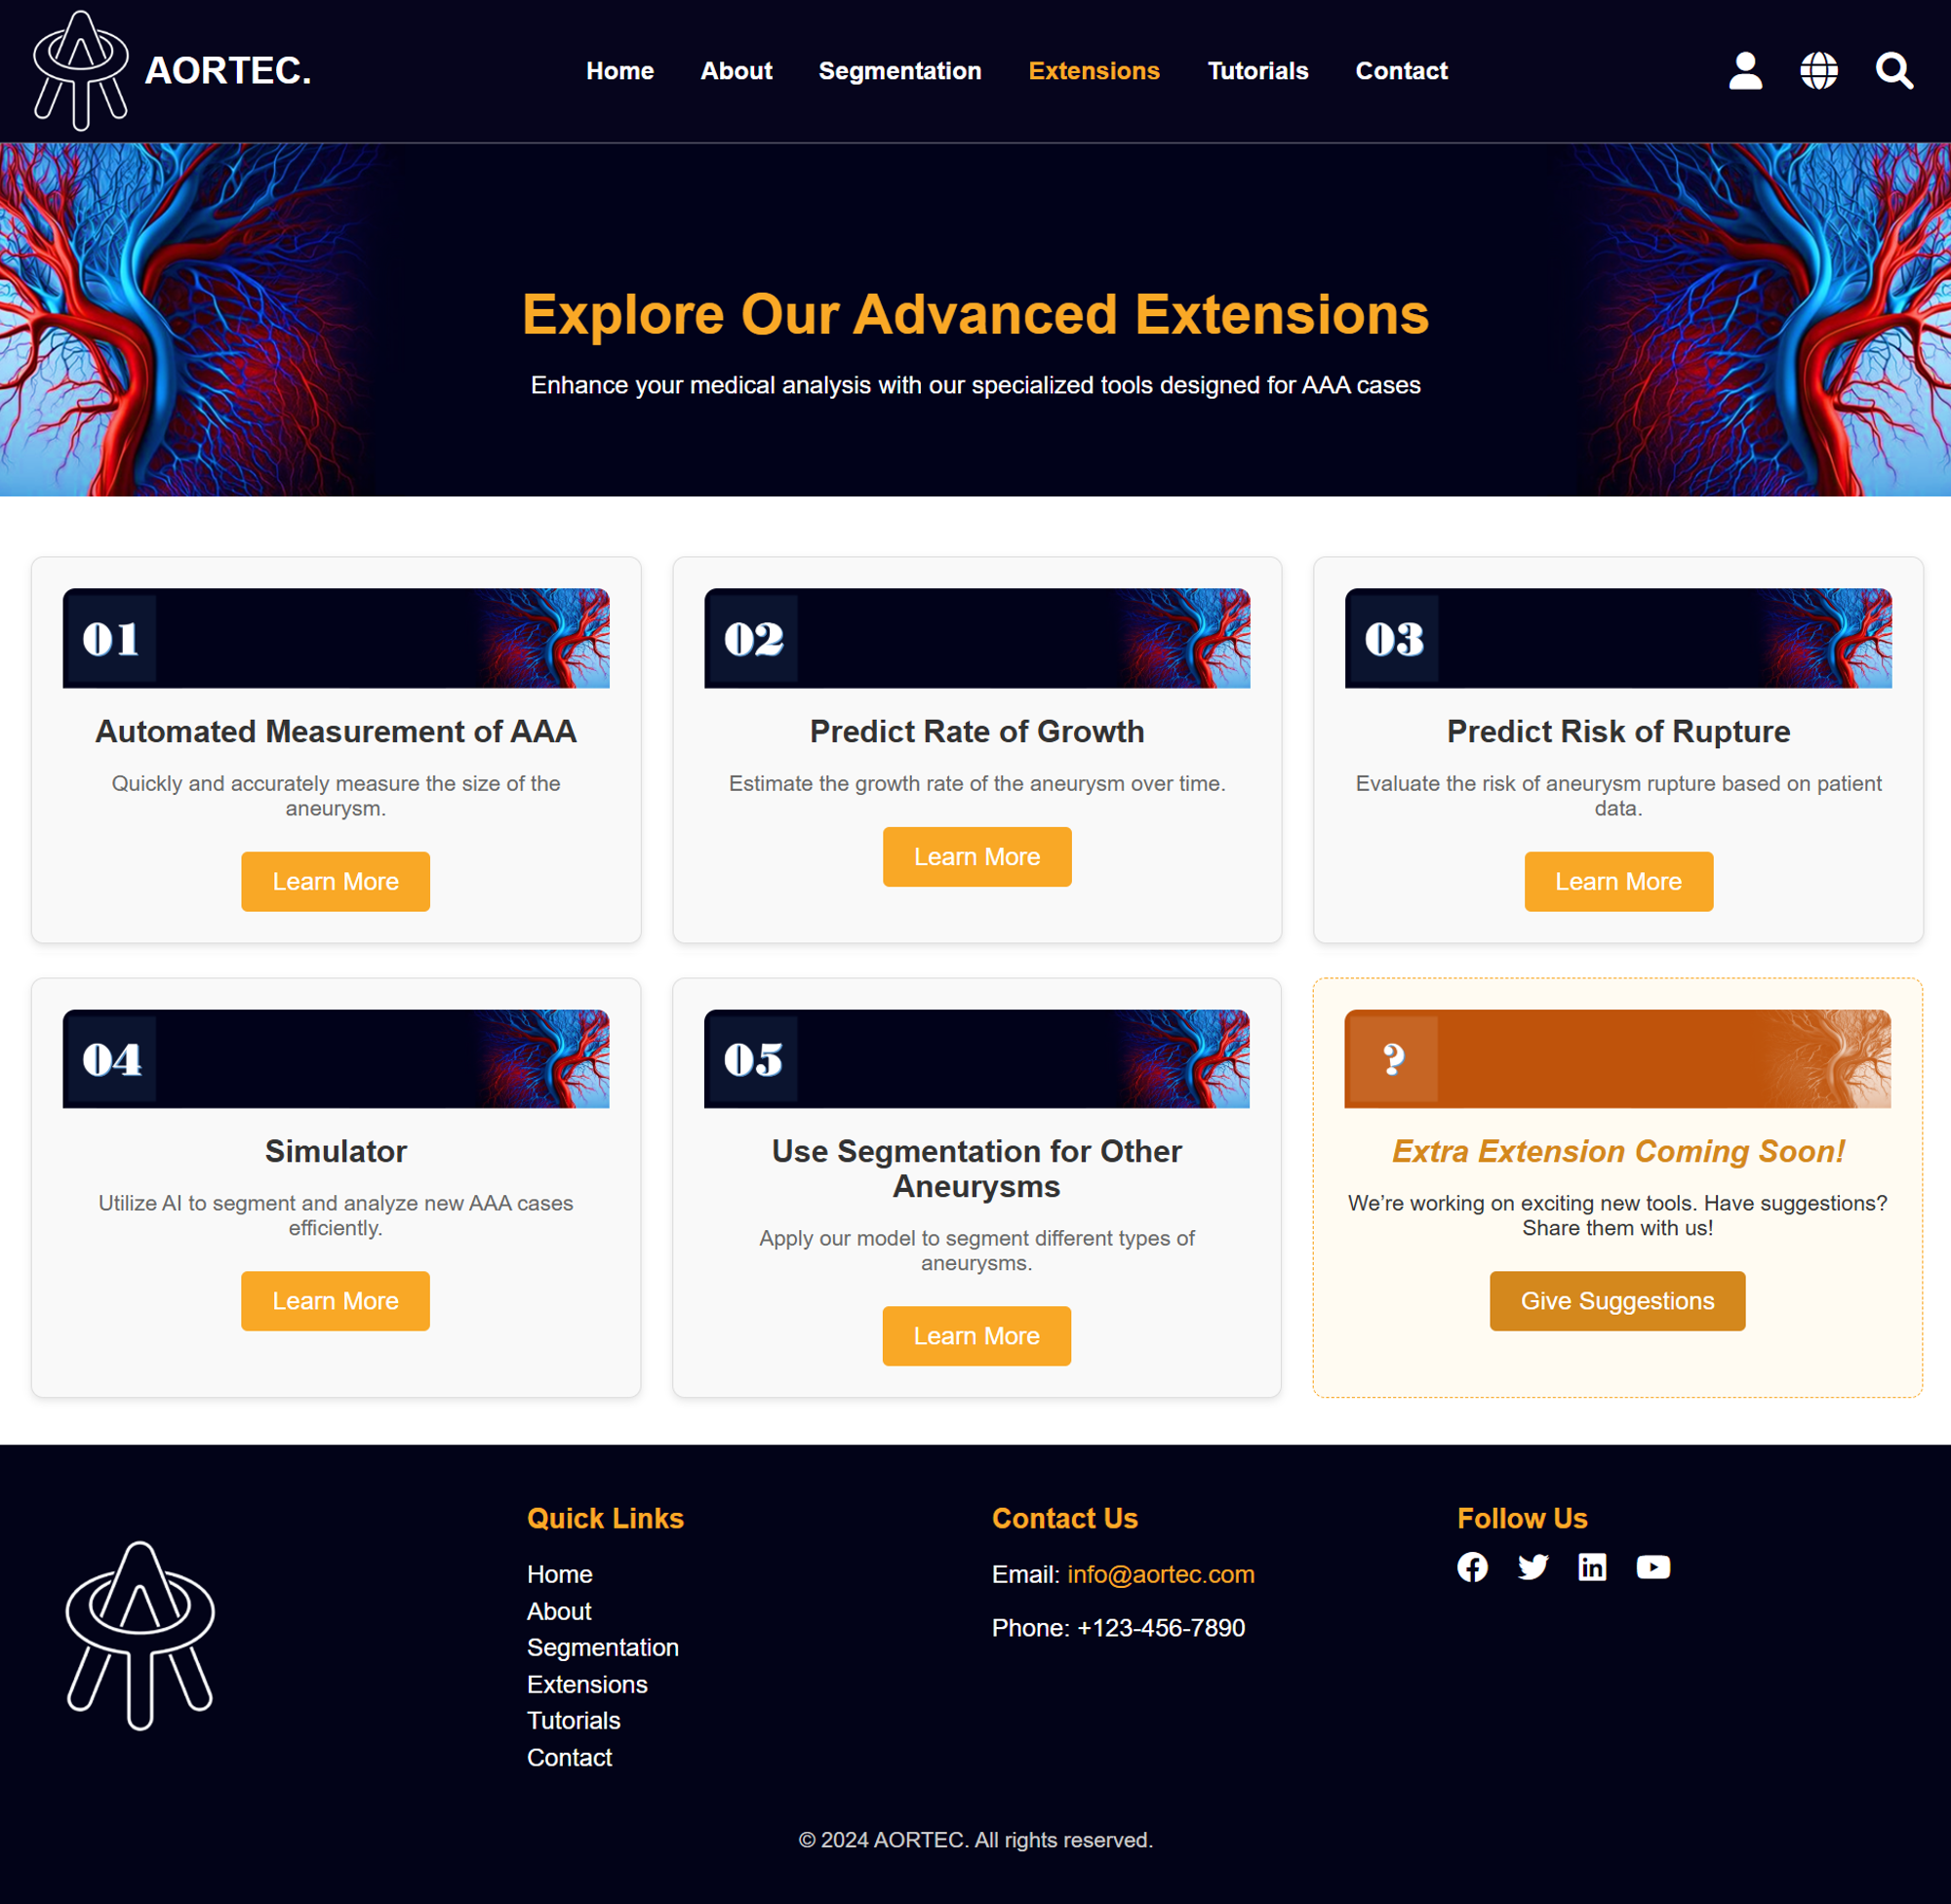 AORTEC.
Home About Segmentation Extensions Tutorials Contact
Explore Our Advanced Extensions
Enhance your medical analysis with our specialized tools designed for AAA cases
01
Automated Measurement of AAA
Quickly and accurately measure the size of the
aneurysm.
Learn More
02
Predict Rate of Growth
Estimate the growth rate of the aneurysm over time.
Learn More
03
Predict Risk of Rupture
Evaluate the risk of aneurysm rupture based on patient
data.
Learn More
04
Simulator
Utilize AI to segment and analyze new AAA cases
efficiently.
Learn More
05
Use Segmentation for Other
Aneurysms
Apply our model to segment different types of
aneurysms.
Learn More
?
Extra Extension Coming Soon!
We’re working on exciting new tools. Have suggestions?
Share them with us!
Give Suggestions
Quick Links
Home
About
Segmentation
Extensions
Tutorials
Contact
Contact Us
Email: info@aortec.com
Phone: +123-456-7890
Follow Us
© 2024 AORTEC. All rights reserved.